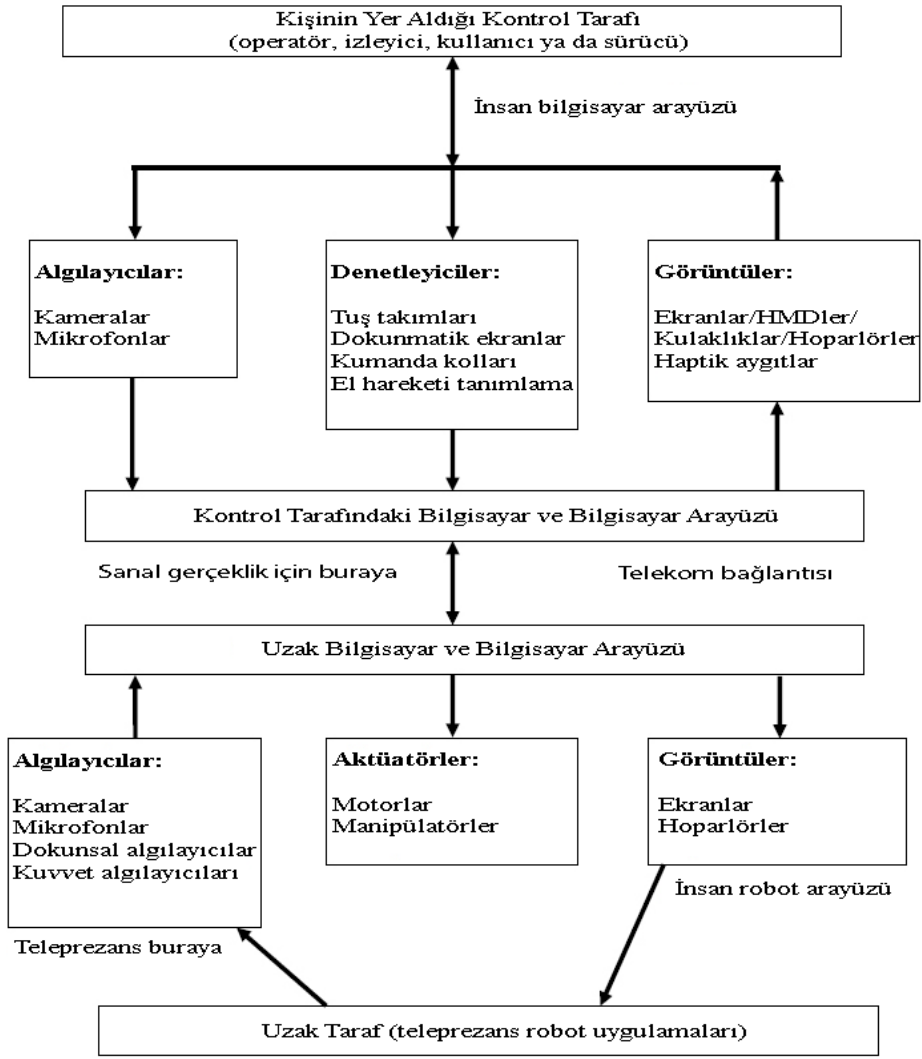 Kişinin Yer Aldığı Kontrol Tarafı
(operatör, izleyici, kullanıcı ya da sürücü)
İnsan bilgisayar arayüzü
Algılayıcılar:
Kameralar
Mikrofonlar
Denetleyiciler:
Tuş takımları
Dokunmatik ekranlar
Kumanda kolları
El hareketi tanımlama
Görüntüler:
Ekranlar/HMDler/
Kulaklıklar/Hoparlörler
Haptik aygıtlar
Kontrol Tarafındaki Bilgisayar ve Bilgisayar Arayüzü
Sanal gerçeklik için buraya
Telekom bağlantısı
Uzak Bilgisayar ve Bilgisayar Arayüzü
Algılayıcılar:
Kameralar
Mikrofonlar
Dokunsal algılayıcılar
Kuvvet algılayıcıları
Aktüatörler:
Motorlar
Manipülatörler
Görüntüler:
Ekranlar
Hoparlörler
İnsan robot arayüzü
Teleprezans buraya
Uzak Taraf (teleprezans robot uygulamaları)